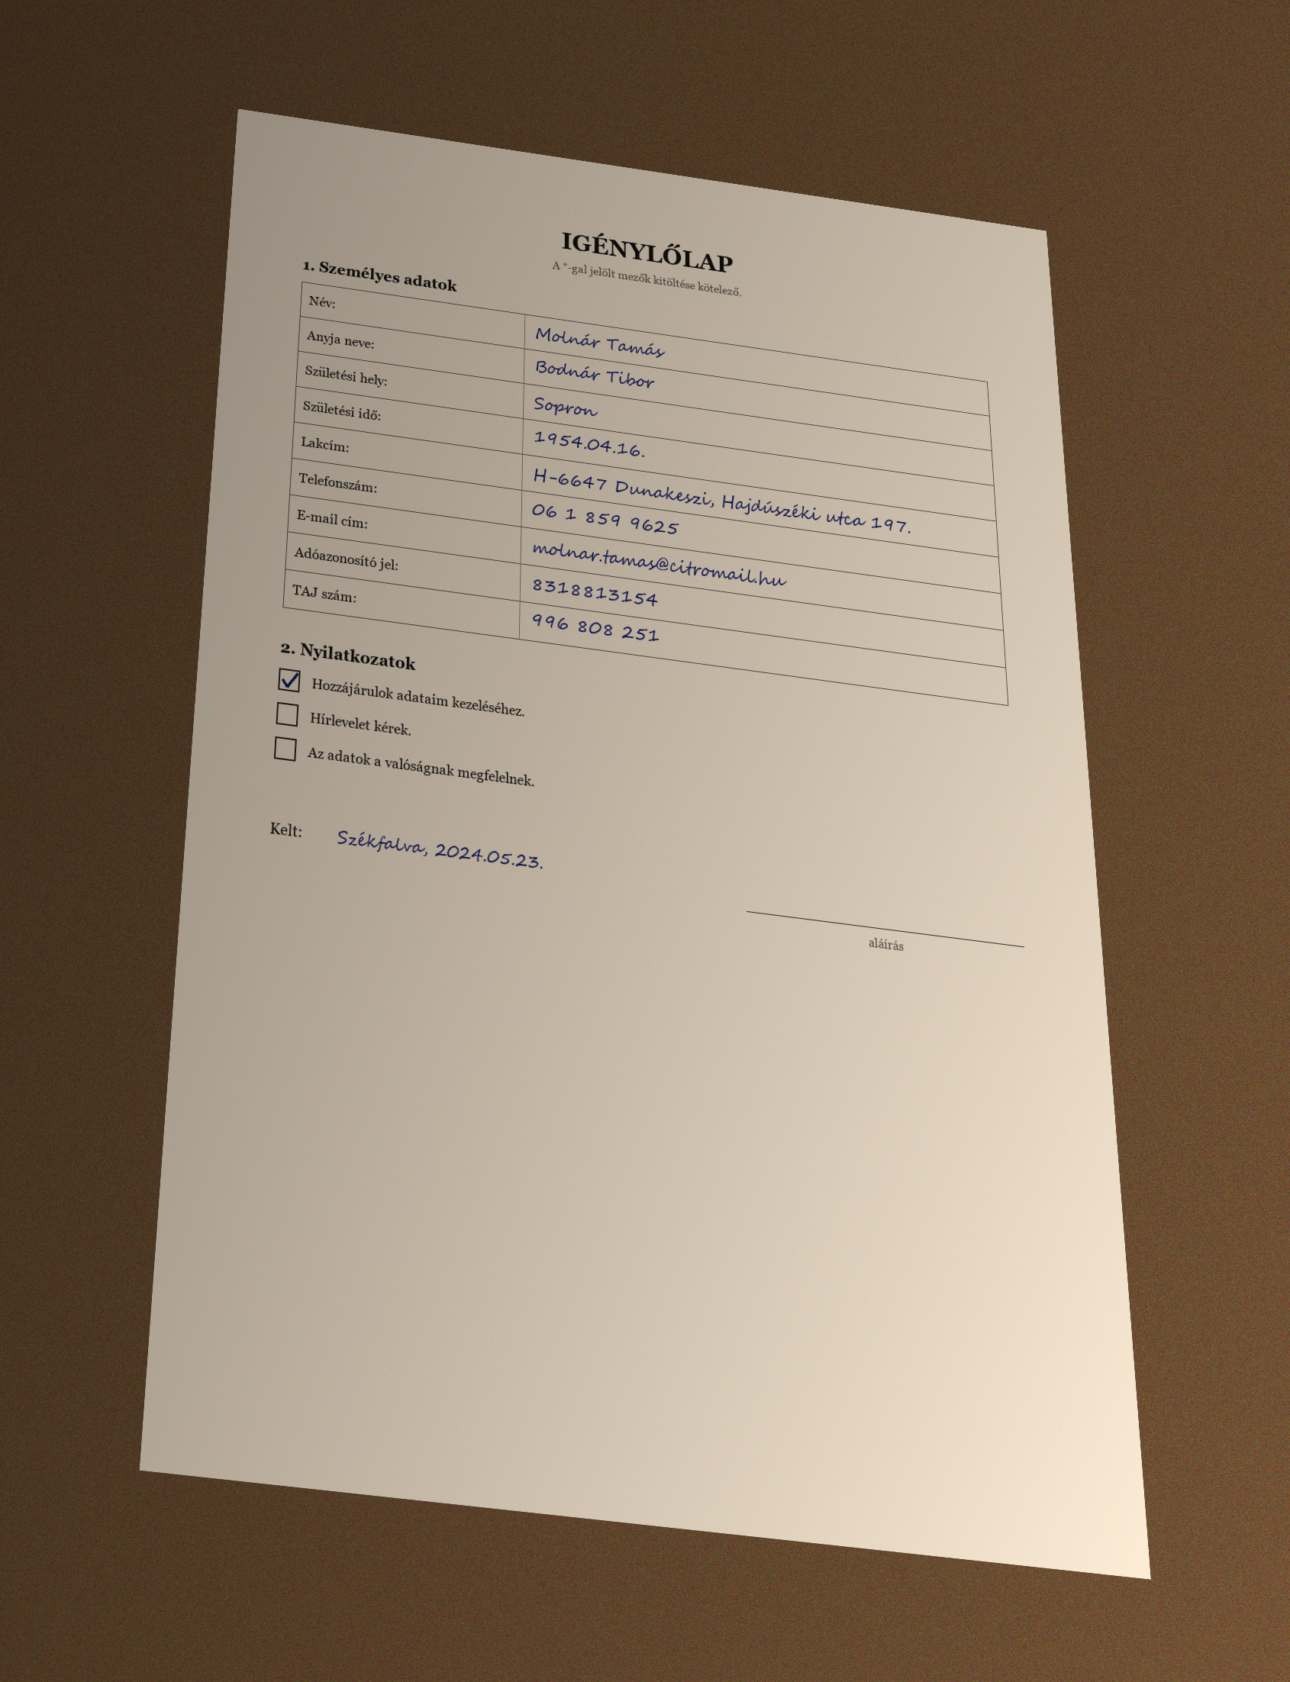 IGÉNYLŐLAP
A *-gal jelölt mezők kitöltése kötelező.
1. Személyes adatok
Név: Molnár Tamás
Anyja neve: Bodnár Tibor
Születési hely: Sopron
Születési idő: 1954.04.16.
Lakcím: H-6647 Dunakeszi, Hajdúszéki utca 197.
Telefonszám: 06 1 859 9625
E-mail cím: molnar.tamas@citromail.hu
Adóazonosító jel: 8318813154
TAJ szám: 996 808 251
2. Nyilatkozatok
Hozzájárulok adataim kezeléséhez.
Hírlevelet kérek.
Az adatok a valóságnak megfelelnek.
Kelt: Székfalva, 2024.05.23.
aláírás